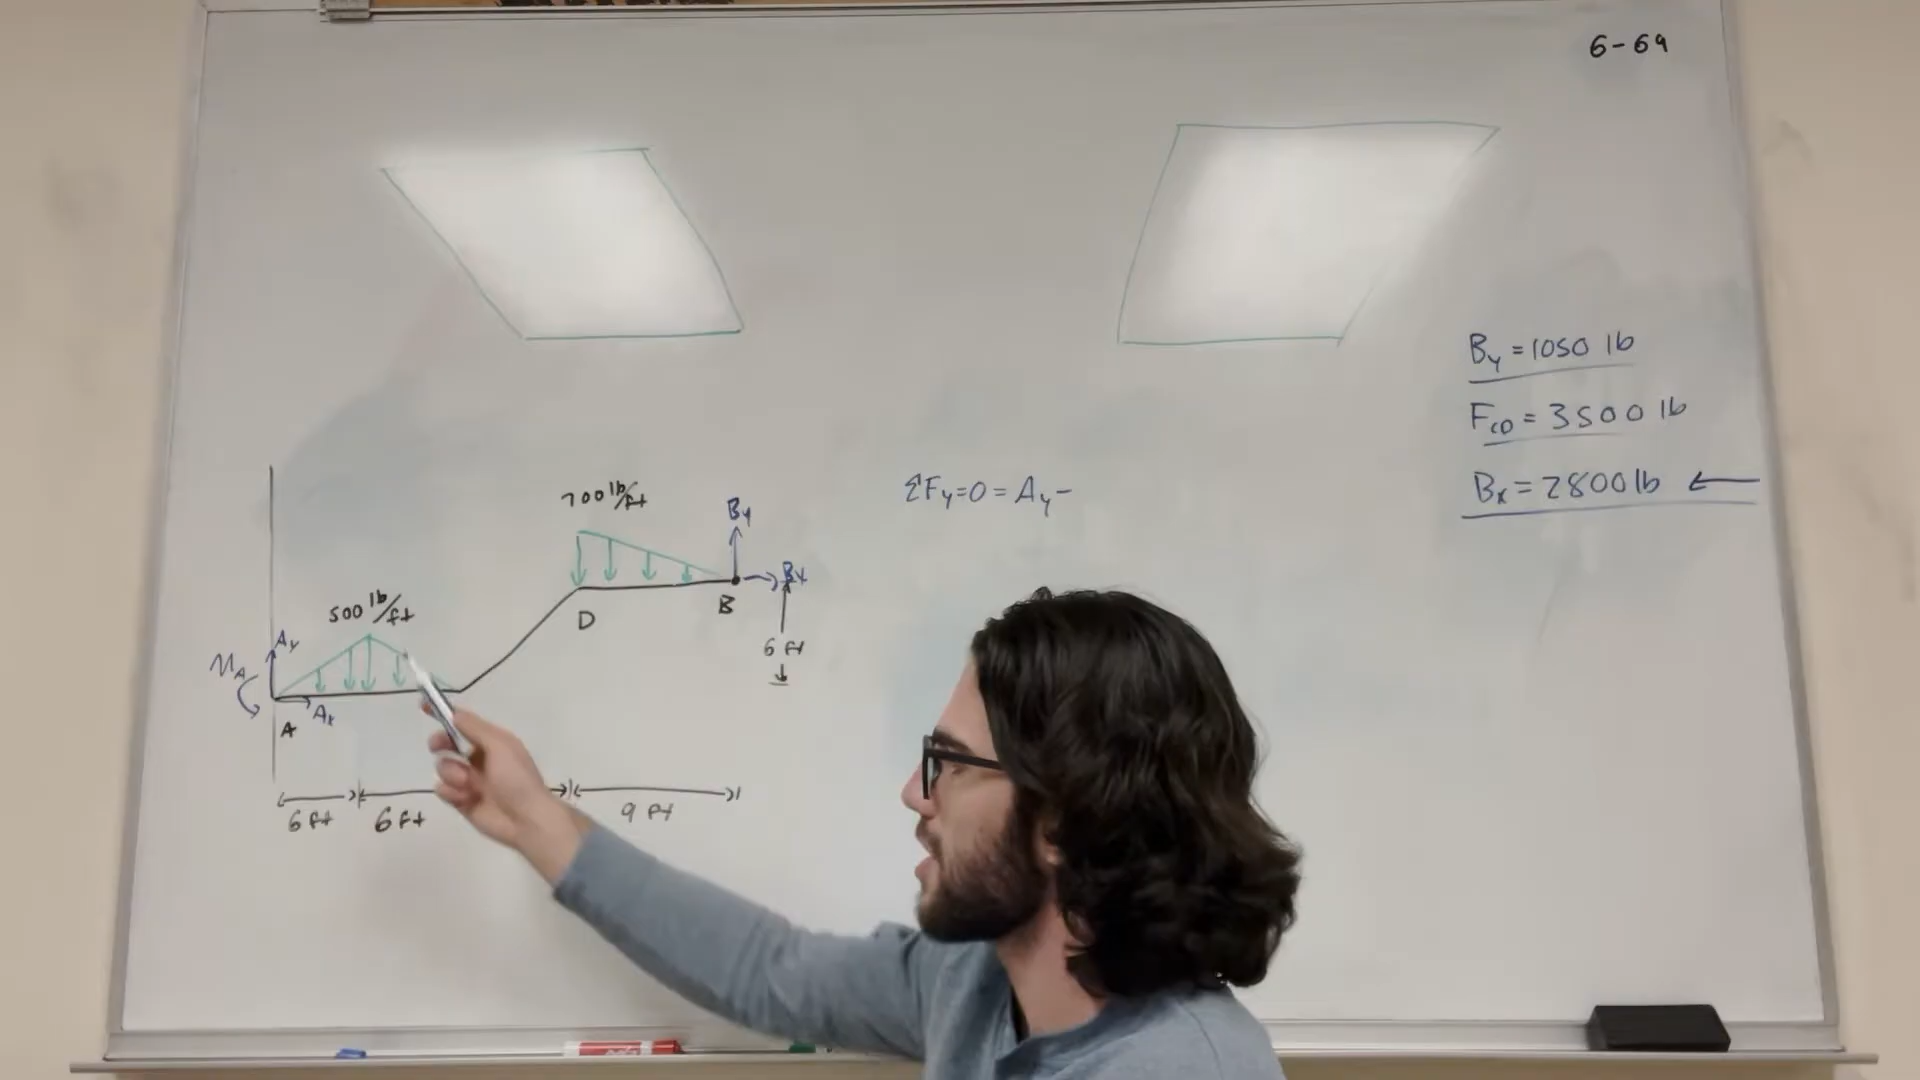 6-69
By = 1050 lb
FCD = 3500 lb
Bx = 2800 lb ←
ΣFy=0 = Ay-
700 lb/ft
By
Bx
B
D
6 ft
500 lb/ft
Ay
MA
Ax
A
6 ft
6 ft
9 ft